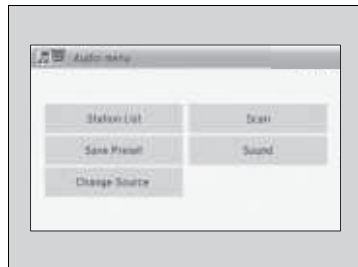 Audio menu
Station List
Scan
Save Preset
Sound
Change Source